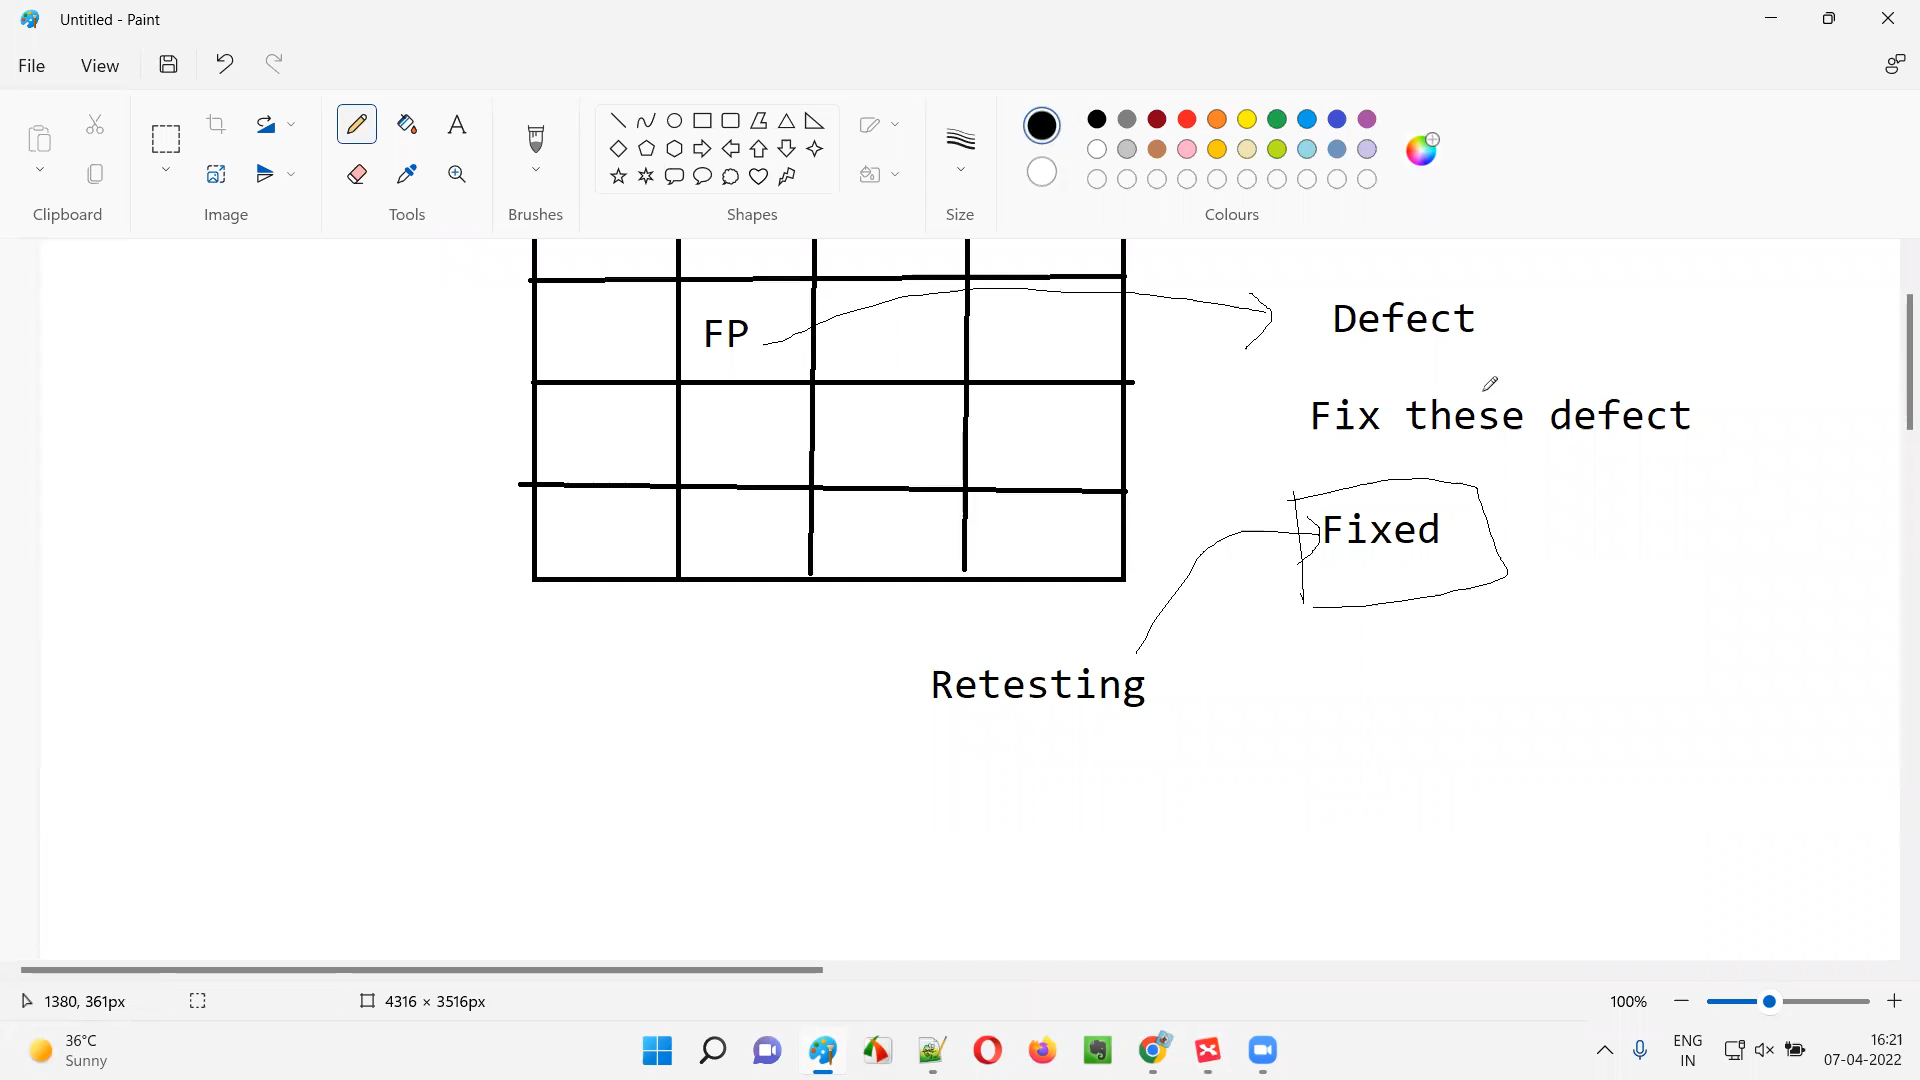 Untitled - Paint
File
View
Clipboard
Image
Tools
Brushes
Shapes
Size
Colours
FP
Defect
Fix these defect
Fixed
Retesting
1380, 361px
4316 × 3516px
100%
36°C
Sunny
ENG
IN
16:21
07-04-2022